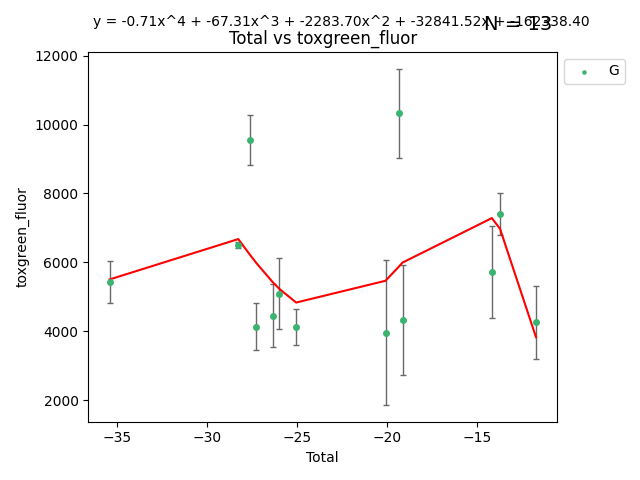 y = -0.71x^4 + -67.31x^3 + -2283.70x^2 + -32841.52x + -162338.40
N = 13
Total vs toxgreen_fluor
G
12000
10000
8000
6000
4000
2000
toxgreen_fluor
−35
−30
−25
−20
−15
Total